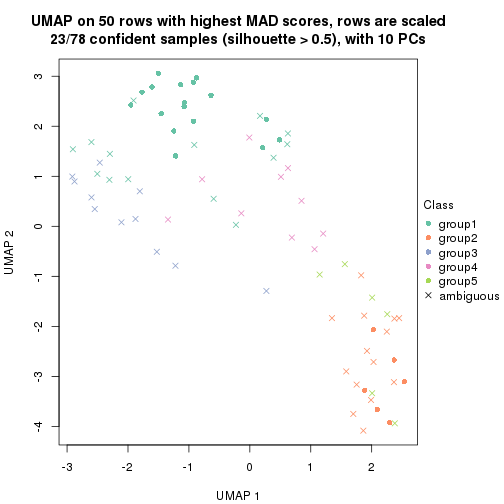 UMAP on 50 rows with highest MAD scores, rows are scaled
23/78 confident samples (silhouette > 0.5), with 10 PCs
3
2
1
0
-1
-2
-3
-4
UMAP 2
-3
-2
-1
0
1
2
UMAP 1
Class
group1
group2
group3
group4
group5
ambiguous